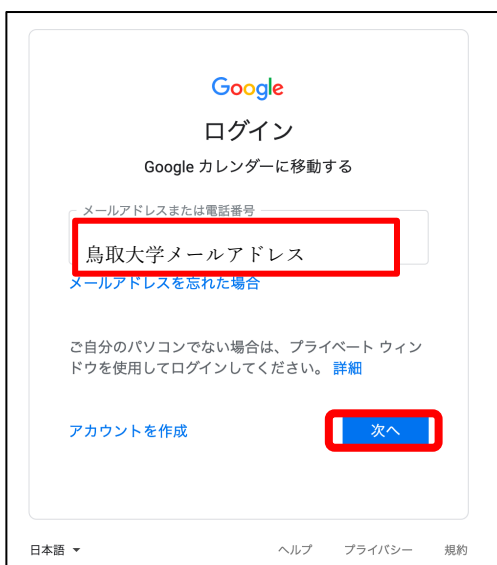 Google
ログイン
Google カレンダーに移動する
メールアドレスまたは電話番号
鳥取大学メールアドレス
メールアドレスを忘れた場合
ご自分のパソコンでない場合は、プライベート ウィン
ドウを使用してログインしてください。 詳細
アカウントを作成 次へ
日本語 ヘルプ プライバシー 規約